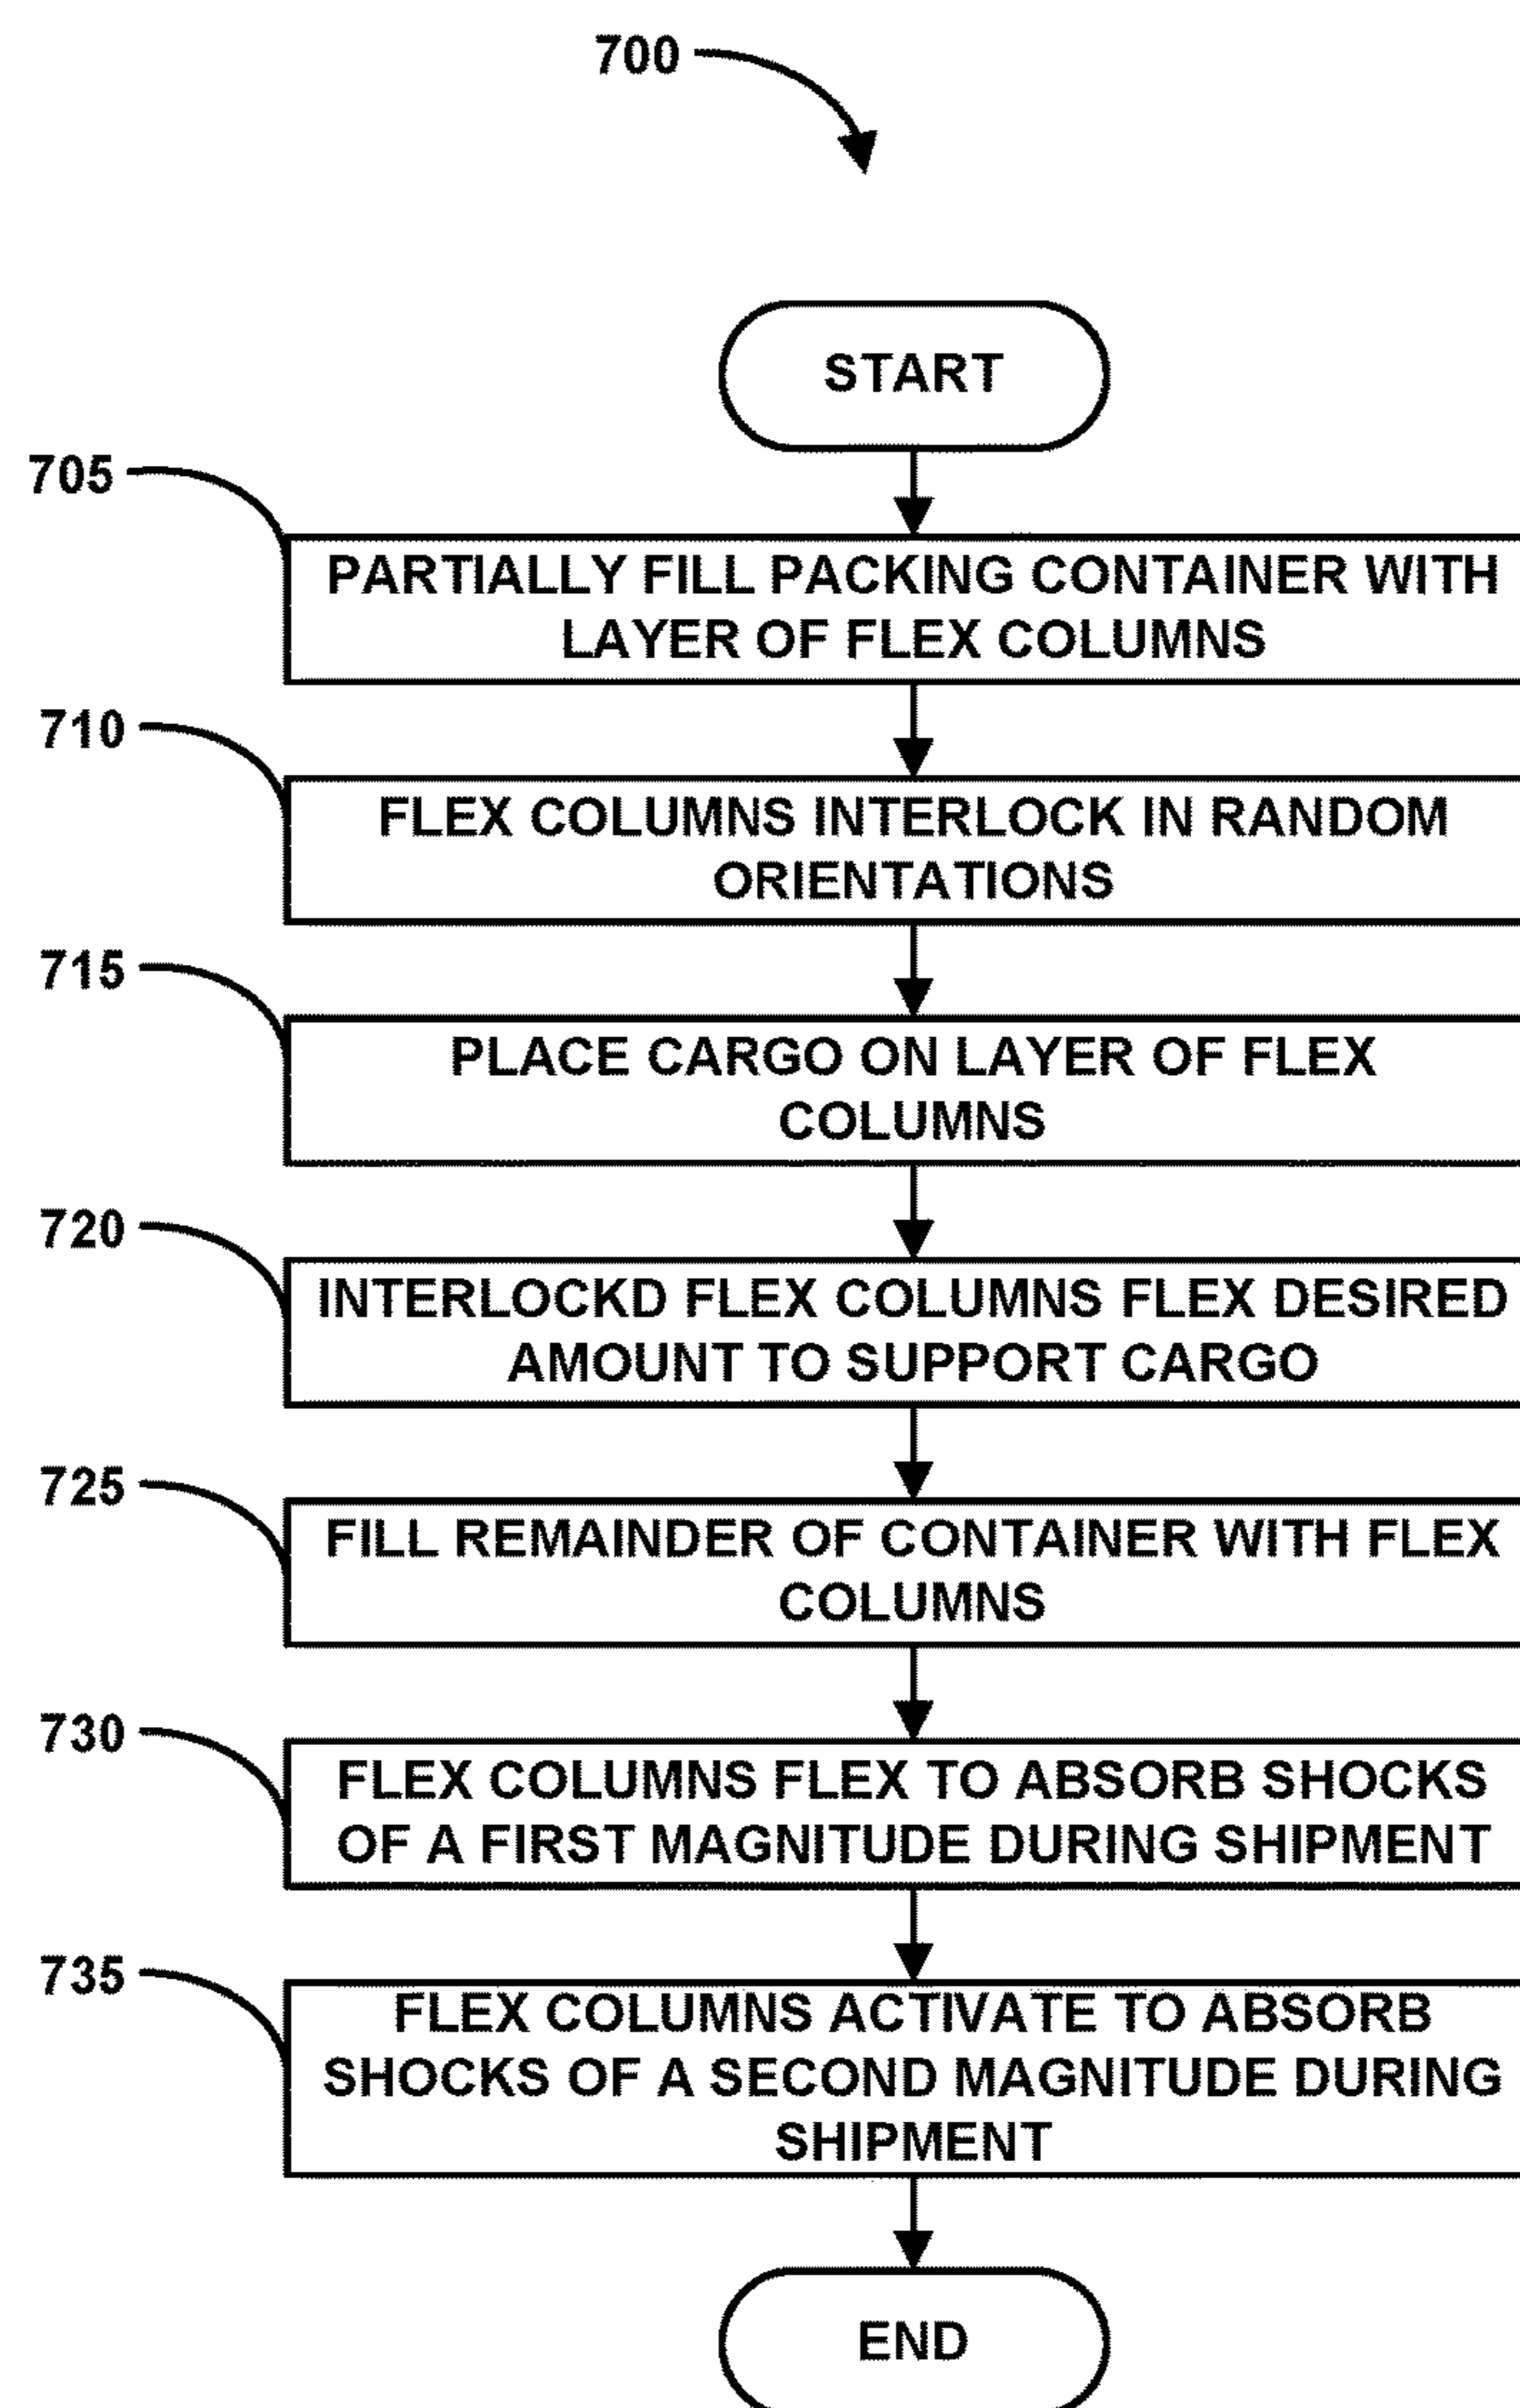 700
START
705
PARTIALLY FILL PACKING CONTAINER WITH
LAYER OF FLEX COLUMNS
710
FLEX COLUMNS INTERLOCK IN RANDOM
ORIENTATIONS
715
PLACE CARGO ON LAYER OF FLEX
COLUMNS
720
INTERLOCKD FLEX COLUMNS FLEX DESIRED
AMOUNT TO SUPPORT CARGO
725
FILL REMAINDER OF CONTAINER WITH FLEX
COLUMNS
730
FLEX COLUMNS FLEX TO ABSORB SHOCKS
OF A FIRST MAGNITUDE DURING SHIPMENT
735
FLEX COLUMNS ACTIVATE TO ABSORB
SHOCKS OF A SECOND MAGNITUDE DURING
SHIPMENT
END